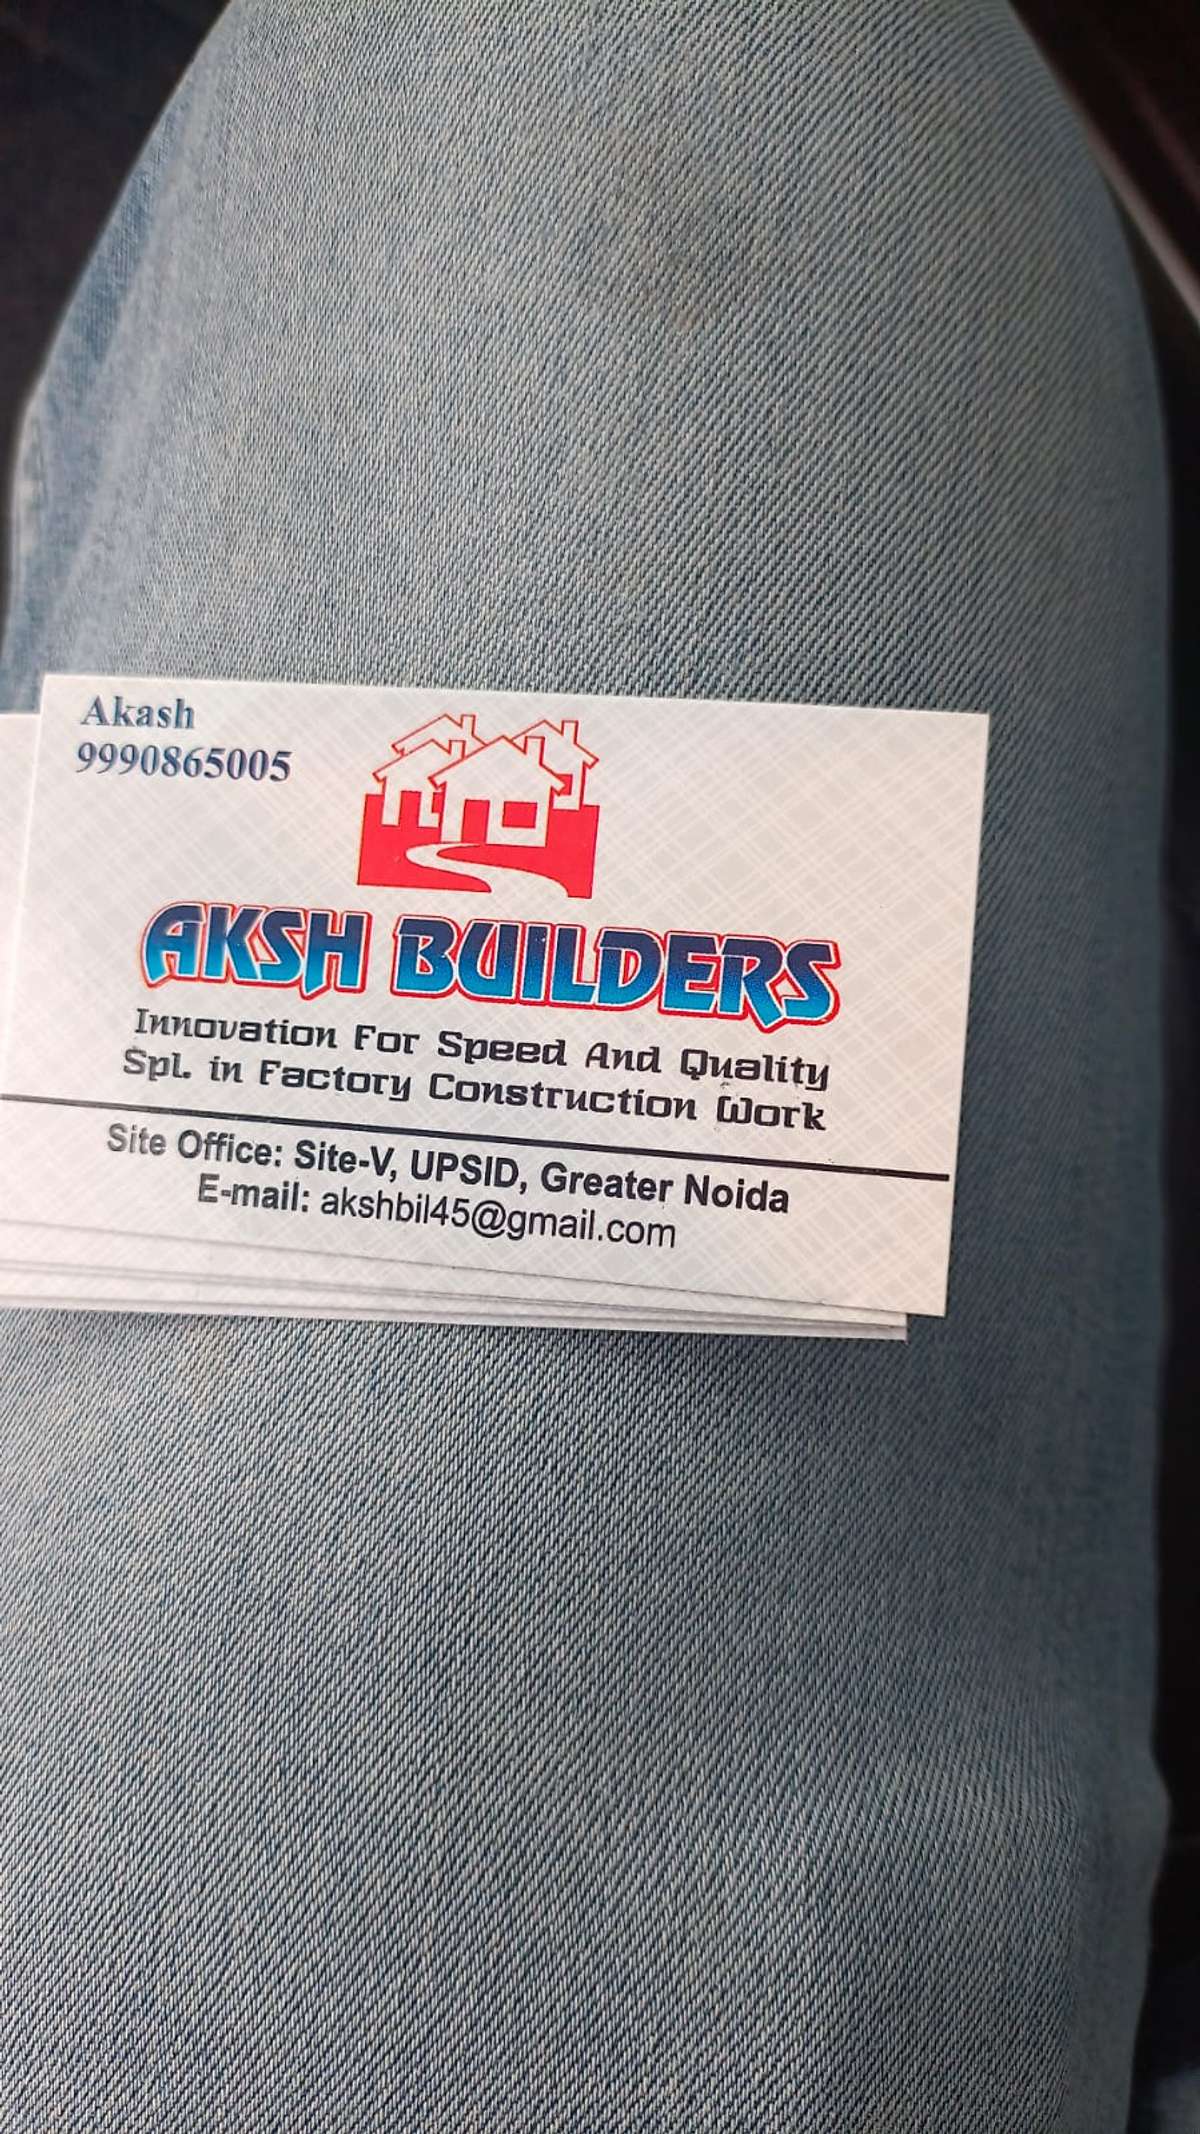 Akash
9990865005
AKSH BUILDERS
Innovation For Speed And Quality
Spl. in Factory Construction Work
Site Office: Site-V, UPSID, Greater Noida
E-mail: akshbil45@gmail.com